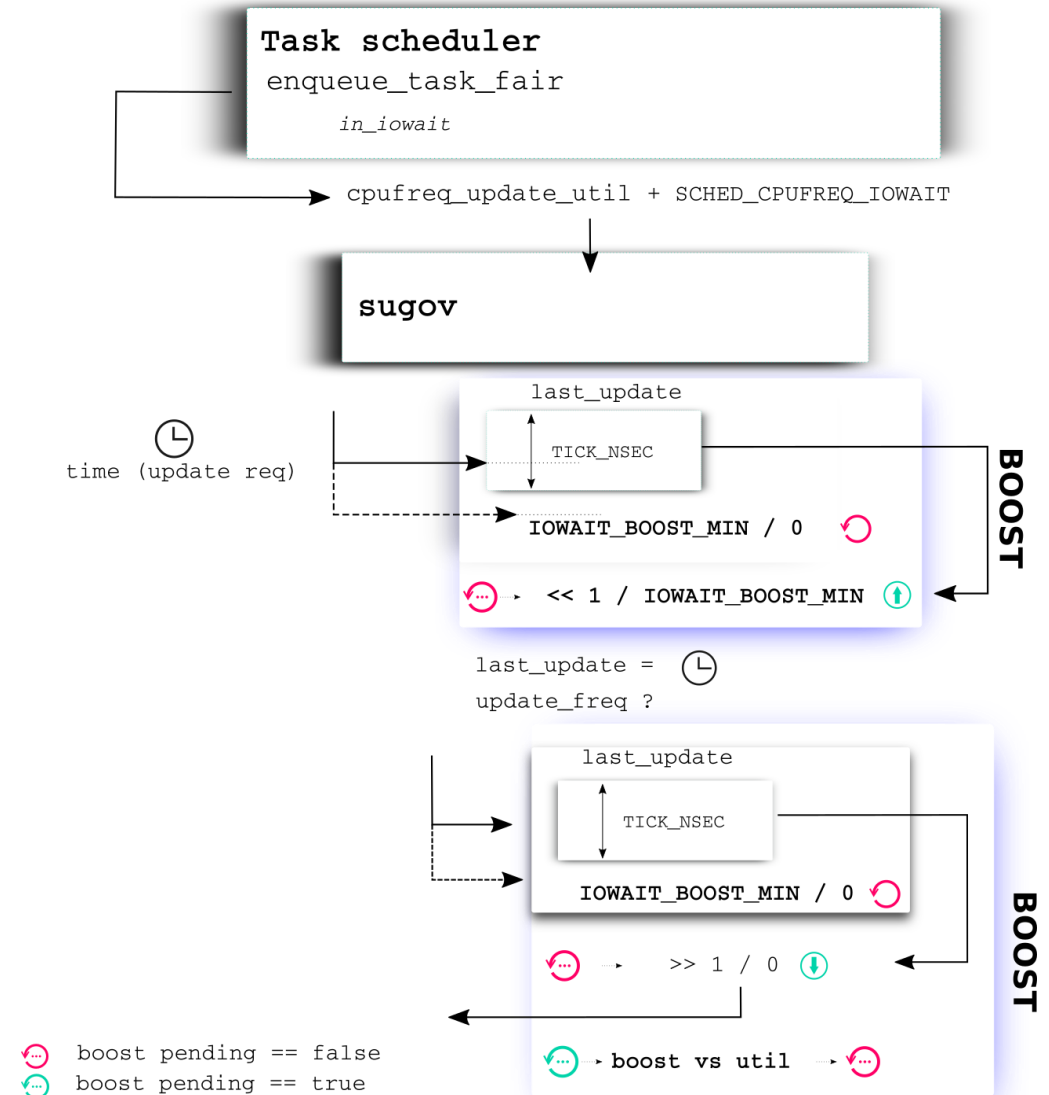 Task scheduler
enqueue_task_fair
in_iowait
cpufreq_update_util + SCHED_CPUFREQ_IOWAIT
sugov
last_update
TICK_NSEC
time (update req)
IOWAIT_BOOST_MIN / 0
<< 1 / IOWAIT_BOOST_MIN
BOOST
last_update =
update_freq ?
last_update
TICK_NSEC
IOWAIT_BOOST_MIN / 0
>> 1 / 0
BOOST
boost vs util
boost pending == false
boost pending == true